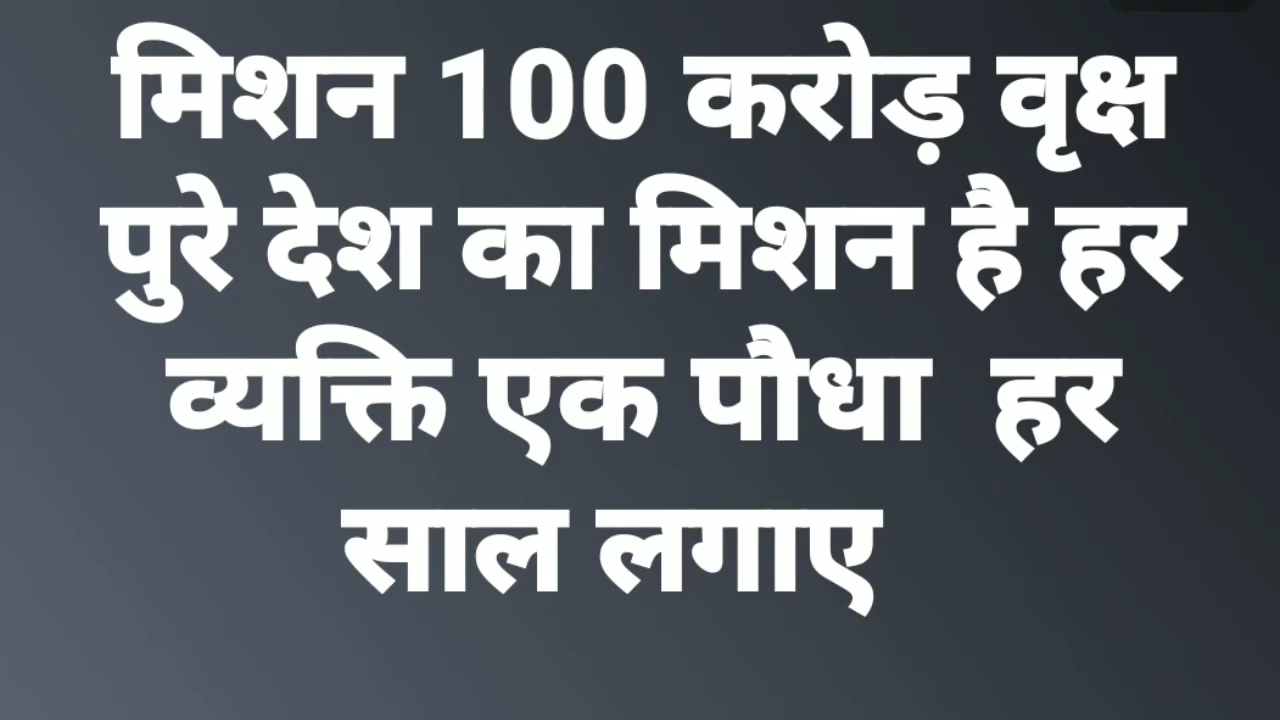 मिशन 100 करोड़ वृक्ष
पुरे देश का मिशन है हर
व्यक्ति एक पौधा हर
साल लगाए